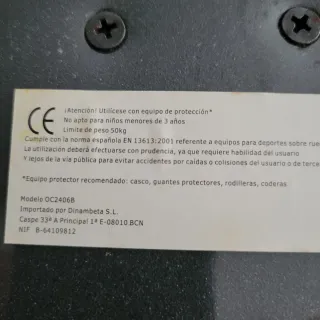 CE
¡Atención! Utilícese con equipo de protección*
No apto para niños menores de 3 años
Límite de peso 50kg
Cumple con la norma española EN 13613:2001 referente a equipos para deportes sobre rue
La utilización deberá efectuarse con prudencia, ya que requiere habilidad del usuario
Y lejos de la vía pública para evitar accidentes por caídas o colisiones del usuario o de terce
*Equipo protector recomendado: casco, guantes protectores, rodilleras, coderas
Modelo OC2406B
Importado por Dinambeta S.L.
Caspe 33ª A Principal 1ª E-08010 BCN
NIF B-64109812